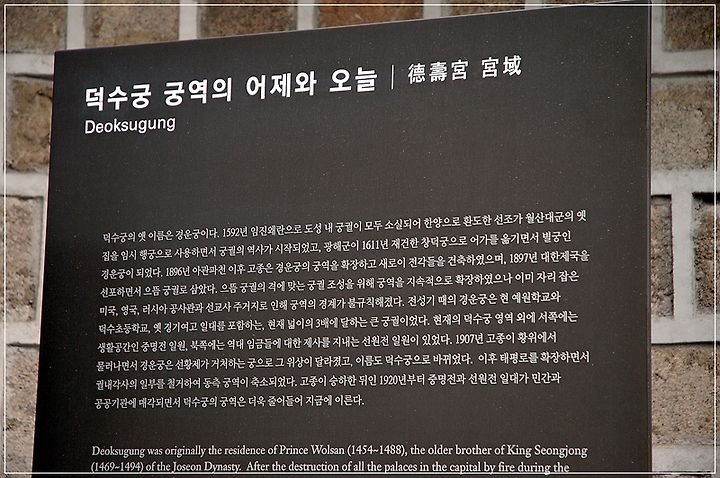 덕수궁 궁역의 어제와 오늘 | 德壽宮 宮域
Deoksugung
덕수궁의 옛 이름은 경운궁이다. 1592년 임진왜란으로 도성 내 궁궐이 모두 소실되어 한양으로 환도한 선조가 월산대군의 옛
집을 임시 행궁으로 사용하면서 궁궐의 역사가 시작되었고, 광해군이 1611년 재건한 창덕궁으로 어가를 옮기면서 별궁인
경운궁이 되었다. 1896년 아관파천 이후 고종은 경운궁의 궁역을 확장하고 새로이 전각들을 건축하였으며, 1897년 대한제국을
선포하면서 으뜸 궁궐로 삼았다. 으뜸 궁궐의 격에 맞는 궁궐 조성을 위해 궁역을 지속적으로 확장하였으나 이미 자리 잡은
미국, 영국, 러시아 공사관과 선교사 주거지로 인해 궁역의 경계가 불규칙해졌다. 전성기 때의 경운궁은 현 예원학교와
덕수초등학교, 옛 경기여고 일대를 포함하는, 현재 넓이의 3배에 달하는 큰 궁궐이었다. 현재의 덕수궁 영역 외에 서쪽에는
생활공간인 중명전 일원, 북쪽에는 역대 임금들에 대한 제사를 지내는 선원전 일원이 있었다. 1907년 고종이 황위에서
물러나면서 경운궁은 선황제가 거처하는 궁으로 그 위상이 달라졌고, 이름도 덕수궁으로 바뀌었다. 이후 태평로를 확장하면서
궐내각사의 일부를 철거하여 동측 궁역이 축소되었다. 고종이 승하한 뒤인 1920년부터 중명전과 선원전 일대가 민간과
공공기관에 매각되면서 덕수궁의 궁역은 더욱 줄어들어 지금에 이른다.
Deoksugung was originally the residence of Prince Wolsan (1454~1488), the older brother of King Seongjong
(1469~1494) of the Joseon Dynasty. After the destruction of all the palaces in the capital by fire during the